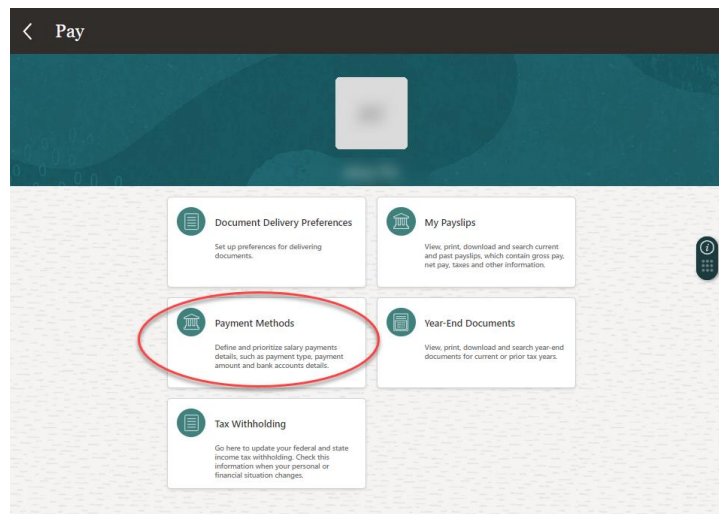 Pay
Document Delivery Preferences
Set up preferences for delivering
documents.
My Payslips
View, print, download and search current
and past payslips, which contain gross pay,
net pay, taxes and other information.
Payment Methods
Define and prioritize salary payments
details, such as payment type, payment
amount and bank accounts details.
Year-End Documents
View, print, download and search year-end
documents for current or prior tax years.
Tax Withholding
Go here to update your federal and state
income tax withholding. Check this
information when your personal or
financial situation changes.